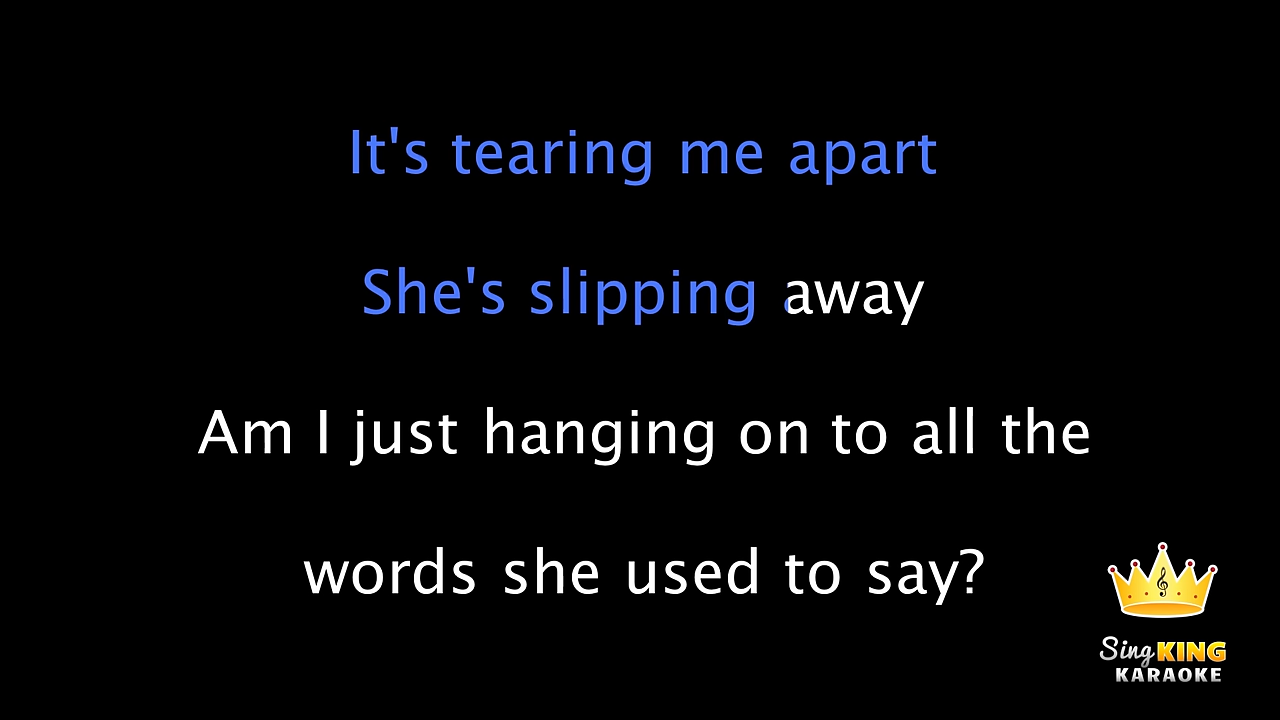 It's tearing me apart
She's slipping away
Am I just hanging on to all the
words she used to say?
Sing KING
KARAOKE